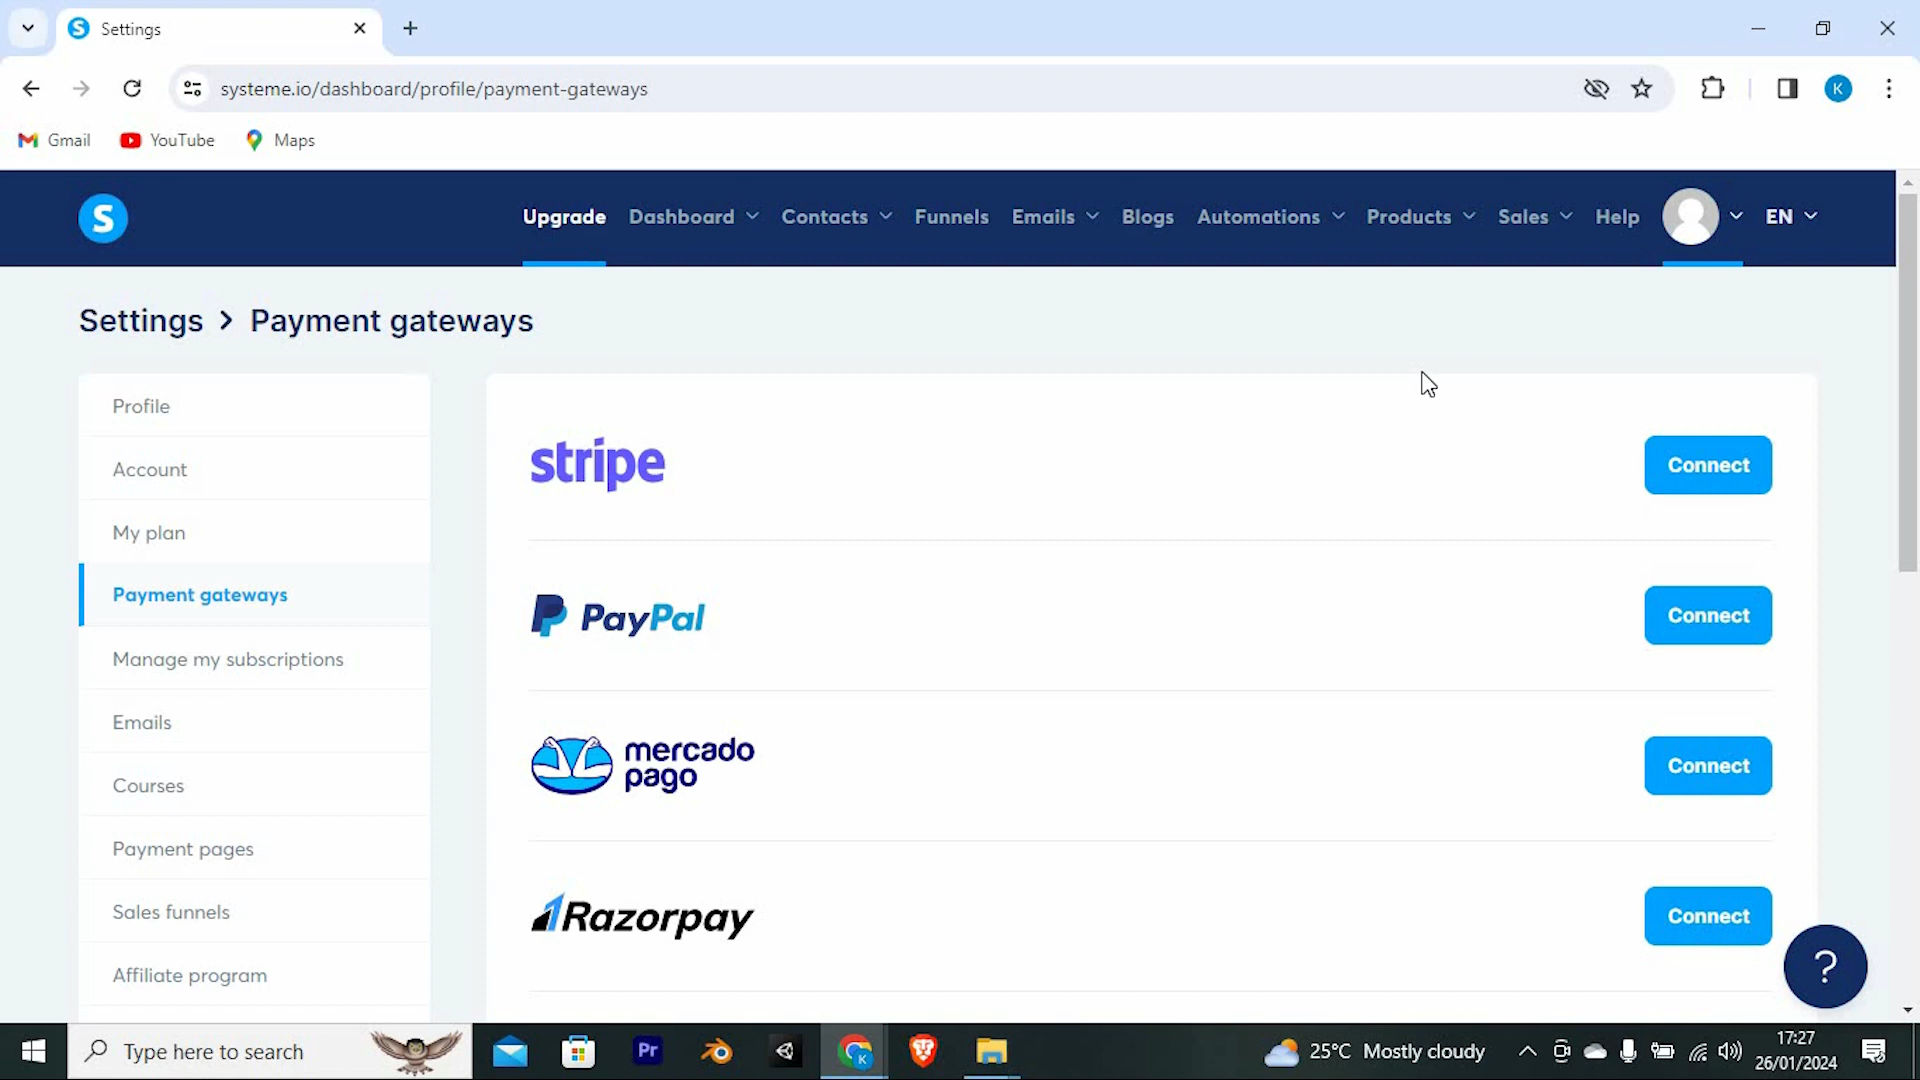 Settings
systeme.io/dashboard/profile/payment-gateways
K
Gmail
YouTube
Maps
S
Upgrade Dashboard Contacts Funnels Emails Blogs Automations Products Sales Help EN
Settings > Payment gateways
Profile
Account
My plan
Payment gateways
Manage my subscriptions
Emails
Courses
Payment pages
Sales funnels
Affiliate program
stripe
Connect
PayPal
Connect
mercado
pago
Connect
Razorpay
Connect
?
Type here to search
Pr
K
25°C Mostly cloudy
17:27
26/01/2024